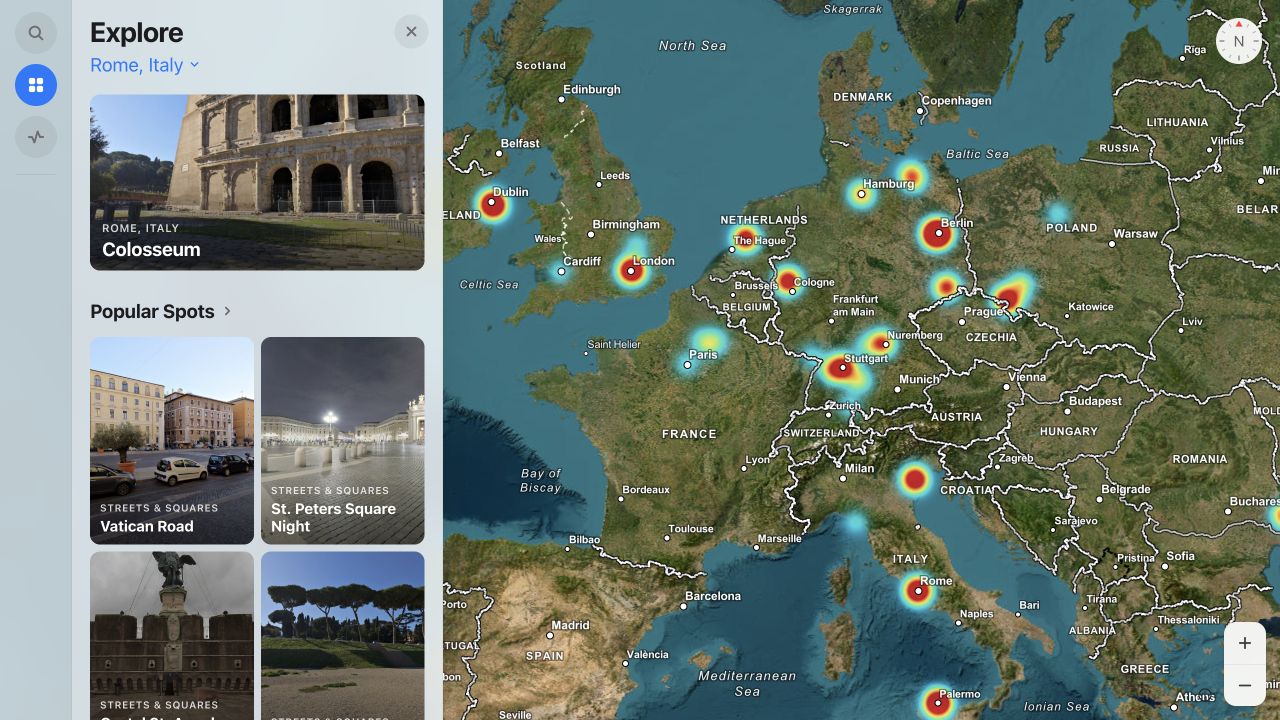 Explore
Rome, Italy
ROME, ITALY
Colosseum
Popular Spots
STREETS & SQUARES
Vatican Road
STREETS & SQUARES
St. Peters Square
Night
STREETS & SQUARES
STREETS & SQUARES
Skagerrak
North Sea
Scotland
Edinburgh
Rīga
N
DENMARK
Copenhagen
LITHUANIA
Belfast
Baltic Sea
RUSSIA
Vilnius
Leeds
Dublin
Hamburg
Birmingham
NETHERLANDS
Berlin
POLAND
Warsaw
Wales
The Hague
Cardiff
London
Celtic Sea
Brussels
Cologne
BELGIUM
Frankfurt
am Main
Prague
Katowice
Lviv
Saint Helier
Paris
Nuremberg
CZECHIA
Stuttgart
Munich
Vienna
Zurich
Budapest
AUSTRIA
FRANCE
SWITZERLAND
HUNGARY
Lyon
Milan
Zagreb
ROMANIA
Bay of
Biscay
Bordeaux
CROATIA
Belgrade
Toulouse
Sarajevo
Bilbao
Marseille
ITALY
Pristina
Sofia
Rome
Porto
Barcelona
Naples
Bari
Tirana
Thessaloniki
Madrid
ALBANIA
SPAIN
València
GREECE
Mediterranean
Sea
Palermo
Ionian Sea
Athens
Seville